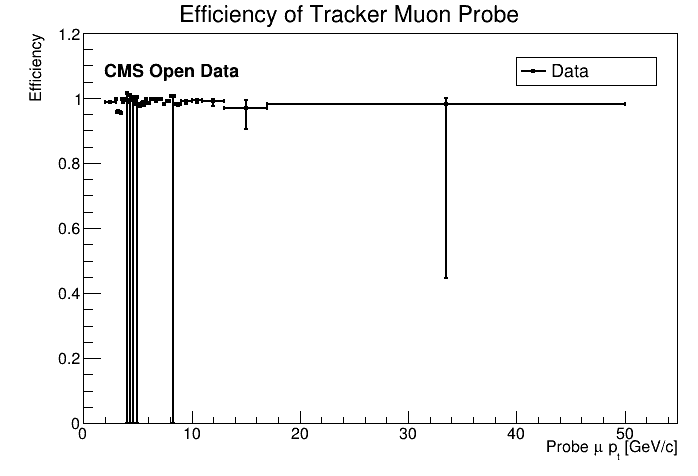 Efficiency of Tracker Muon Probe
Efficiency
1.2
1
0.8
0.6
0.4
0.2
0
CMS Open Data
Data
0 10 20 30 40 50
Probe μ pt [GeV/c]